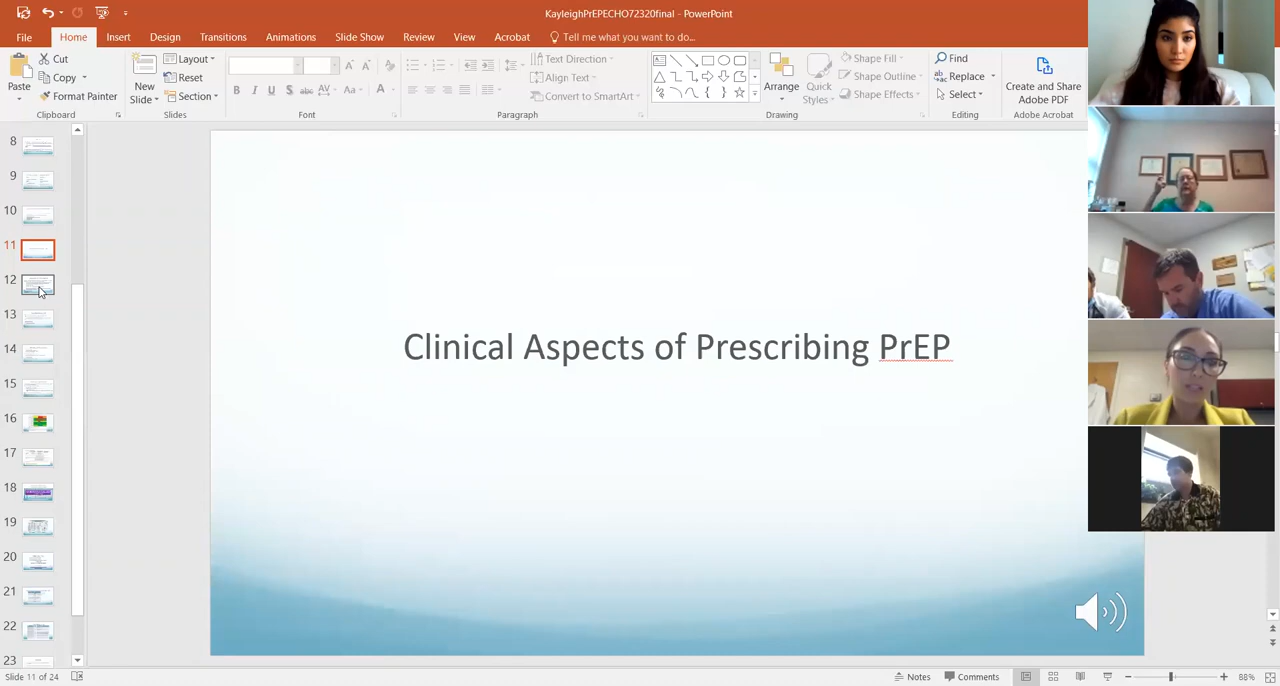 KayleighPrEPECHO72320final - PowerPoint
File Home Insert Design Transitions Animations Slide Show Review View Acrobat Tell me what you want to do...
Paste
Cut
Copy
Format Painter
Clipboard
New
Slide
Layout
Reset
Section
Slides
B I U S abc AV Aa A
Font
Text Direction
Align Text
Convert to SmartArt
Paragraph
Arrange
Quick
Styles
Shape Fill
Shape Outline
Shape Effects
Drawing
Find
Replace
Select
Editing
Create and Share
Adobe PDF
Adobe Acrobat
8
9
10
11
12
13
14
15
16
17
18
19
20
21
22
23
Clinical Aspects of Prescribing PrEP
Slide 11 of 24
Notes
Comments
88%